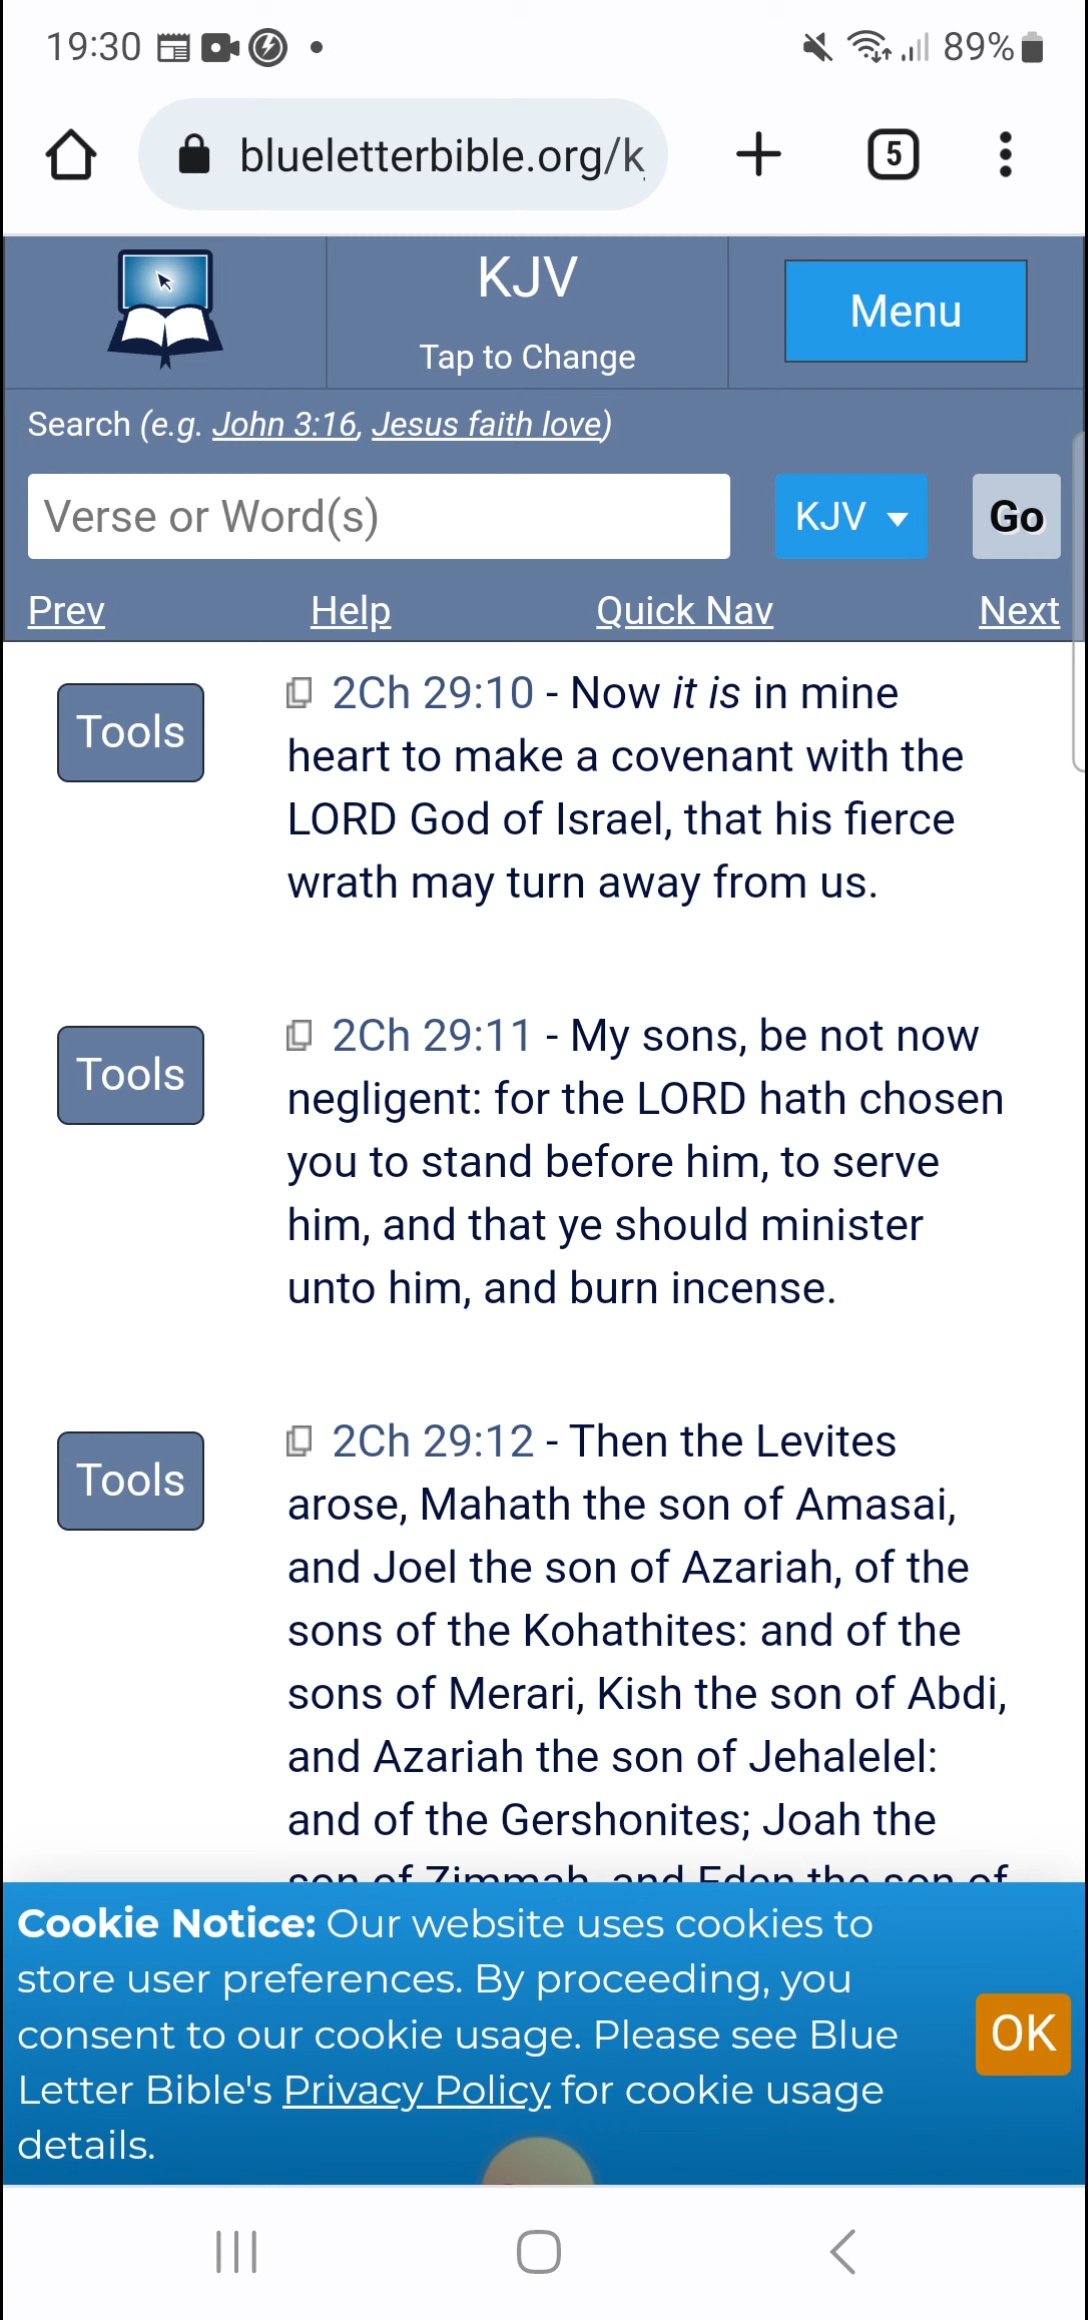 19:30
89%
blueletterbible.org/k
5
KJV
Tap to Change
Menu
Search (e.g. John 3:16, Jesus faith love)
Verse or Word(s)
KJV
Go
Prev Help Quick Nav Next
Tools
2Ch 29:10 - Now it is in mine
heart to make a covenant with the
LORD God of Israel, that his fierce
wrath may turn away from us.
Tools
2Ch 29:11 - My sons, be not now
negligent: for the LORD hath chosen
you to stand before him, to serve
him, and that ye should minister
unto him, and burn incense.
Tools
2Ch 29:12 - Then the Levites
arose, Mahath the son of Amasai,
and Joel the son of Azariah, of the
sons of the Kohathites: and of the
sons of Merari, Kish the son of Abdi,
and Azariah the son of Jehalelel:
and of the Gershonites; Joah the
son of Zimmah, and Eden the son of
Cookie Notice: Our website uses cookies to
store user preferences. By proceeding, you
consent to our cookie usage. Please see Blue
Letter Bible's Privacy Policy for cookie usage
details.
OK